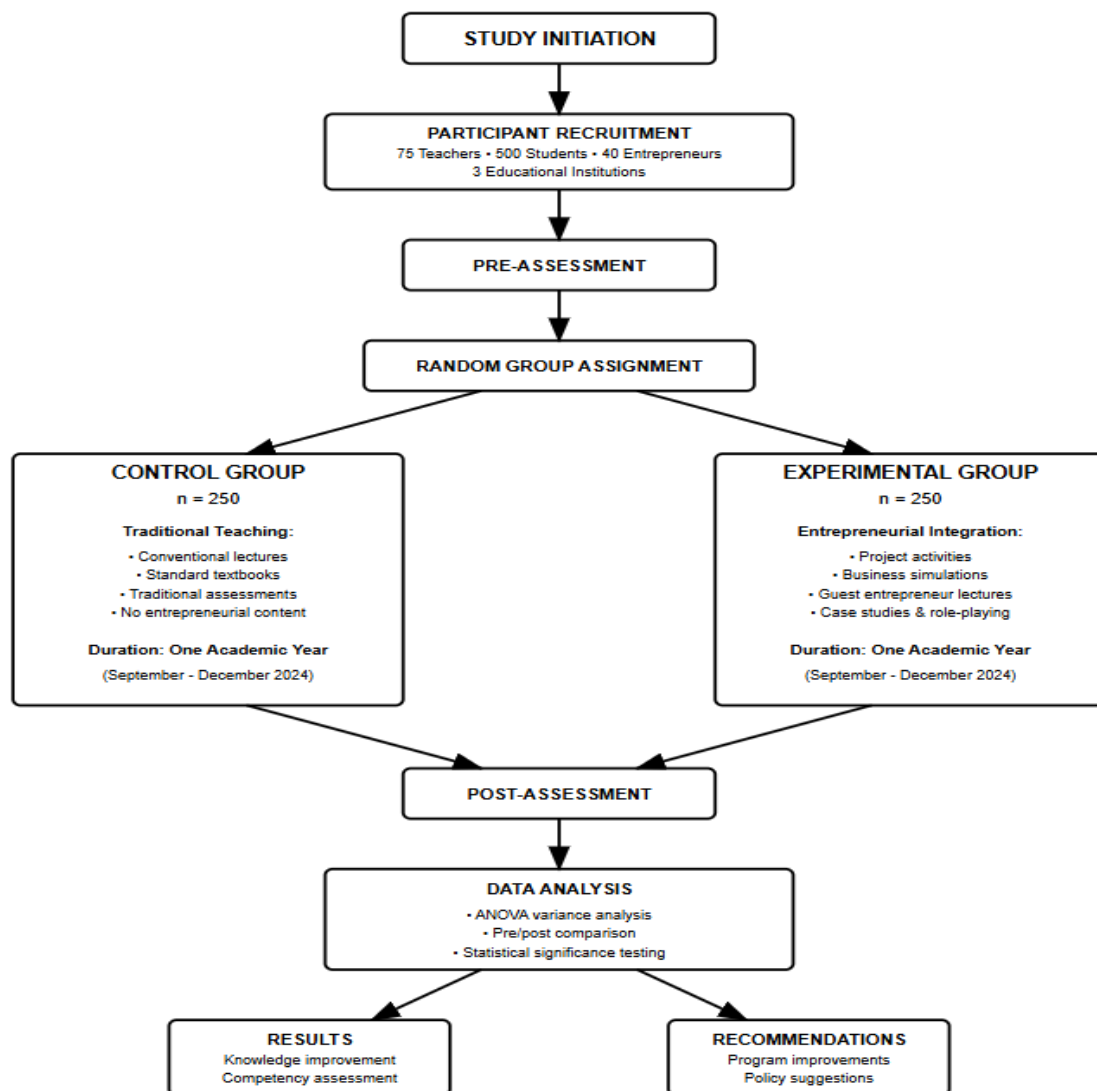 STUDY INITIATION
PARTICIPANT RECRUITMENT
75 Teachers • 500 Students • 40 Entrepreneurs
3 Educational Institutions
PRE-ASSESSMENT
RANDOM GROUP ASSIGNMENT
CONTROL GROUP
n = 250
Traditional Teaching:
• Conventional lectures
• Standard textbooks
• Traditional assessments
• No entrepreneurial content
Duration: One Academic Year
(September - December 2024)
EXPERIMENTAL GROUP
n = 250
Entrepreneurial Integration:
• Project activities
• Business simulations
• Guest entrepreneur lectures
• Case studies & role-playing
Duration: One Academic Year
(September - December 2024)
POST-ASSESSMENT
DATA ANALYSIS
• ANOVA variance analysis
• Pre/post comparison
• Statistical significance testing
RESULTS
Knowledge improvement
Competency assessment
RECOMMENDATIONS
Program improvements
Policy suggestions